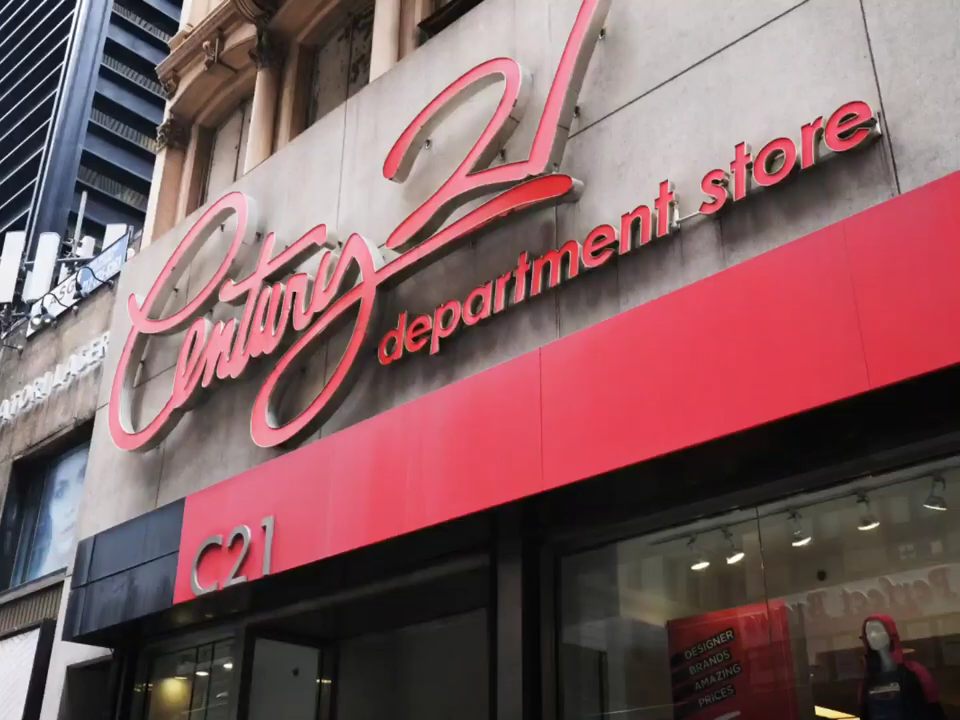 Century 21
department store
C21
DESIGNER
BRANDS
AMAZING
PRICES